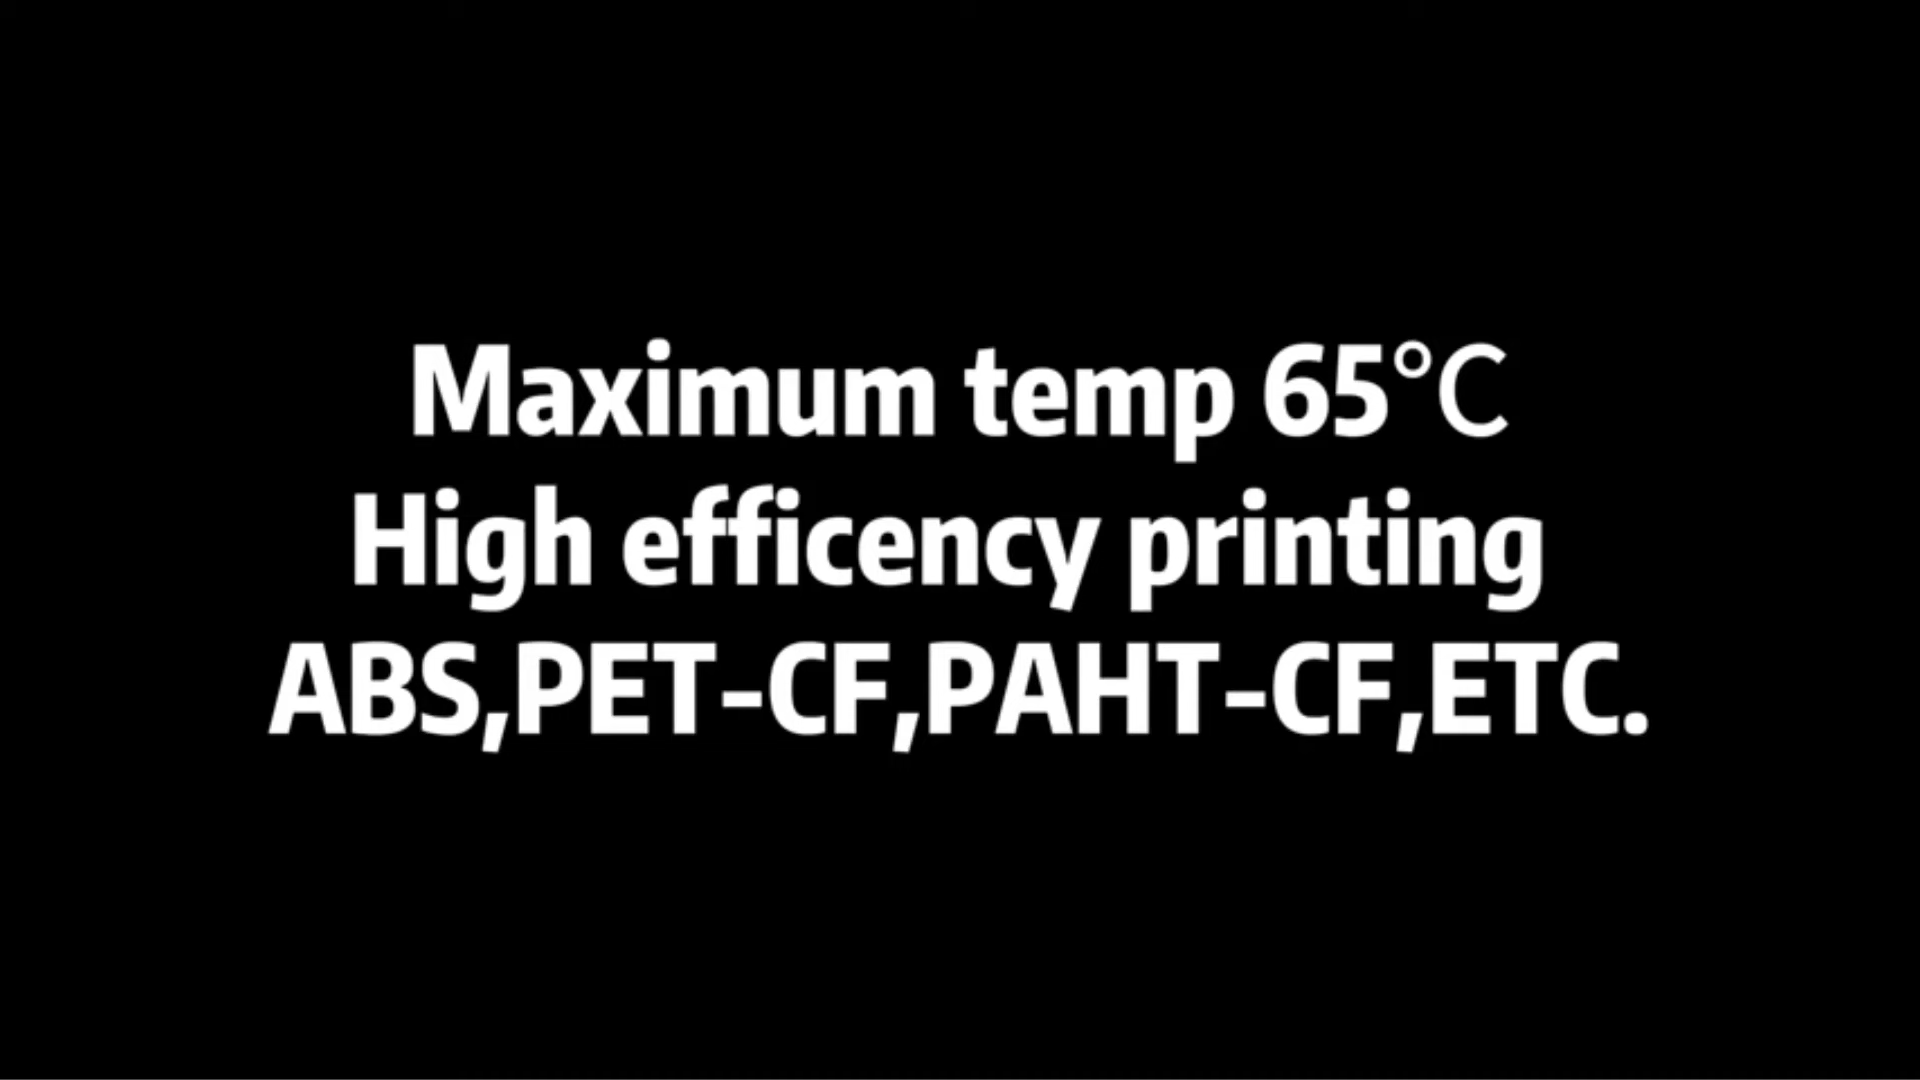 Maximum temp 65°C
High efficency printing
ABS,PET-CF,PAHT-CF,ETC.